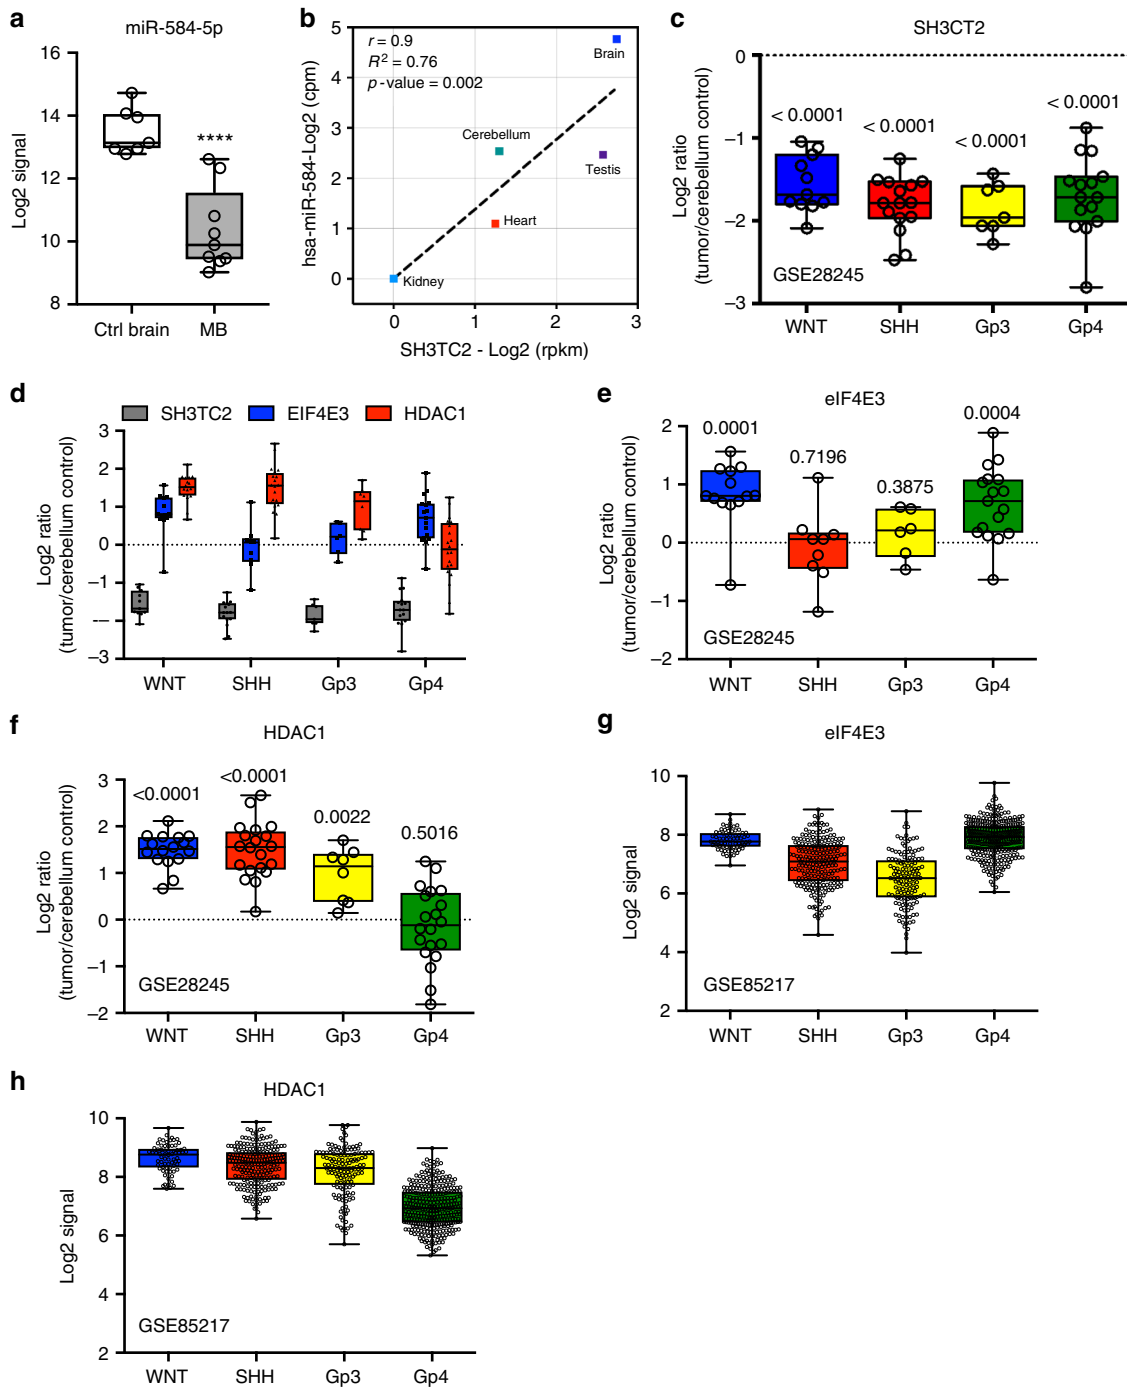 a
miR-584-5p
Log2 signal
16
14
12
10
8
****
Ctrl brain
MB
b
hsa-miR-584-Log2 (cpm)
5
4
3
2
1
0
r = 0.9
R² = 0.76
p-value = 0.002
Brain
Cerebellum
Testis
Heart
Kidney
0
1
2
3
SH3TC2 - Log2 (rpkm)
c
SH3CT2
Log2 ratio
(tumor/cerebellum control)
–0
–1
–2
–3
< 0.0001
< 0.0001
< 0.0001
< 0.0001
GSE28245
WNT
SHH
Gp3
Gp4
d
SH3TC2
EIF4E3
HDAC1
Log2 ratio
(tumor/cerebellum control)
3
2
1
0
–1
–3
WNT
SHH
Gp3
Gp4
e
eIF4E3
Log2 ratio
(tumor/cerebellum control)
2
1
0
–1
–2
0.0001
0.7196
0.3875
0.0004
GSE28245
WNT
SHH
Gp3
Gp4
f
HDAC1
Log2 ratio
(tumor/cerebellum control)
3
2
1
0
–1
–2
<0.0001
<0.0001
0.0022
0.5016
GSE28245
WNT
SHH
Gp3
Gp4
g
eIF4E3
Log2 signal
10
8
6
4
2
GSE85217
WNT
SHH
Gp3
Gp4
h
HDAC1
Log2 signal
10
8
6
4
2
GSE85217
WNT
SHH
Gp3
Gp4